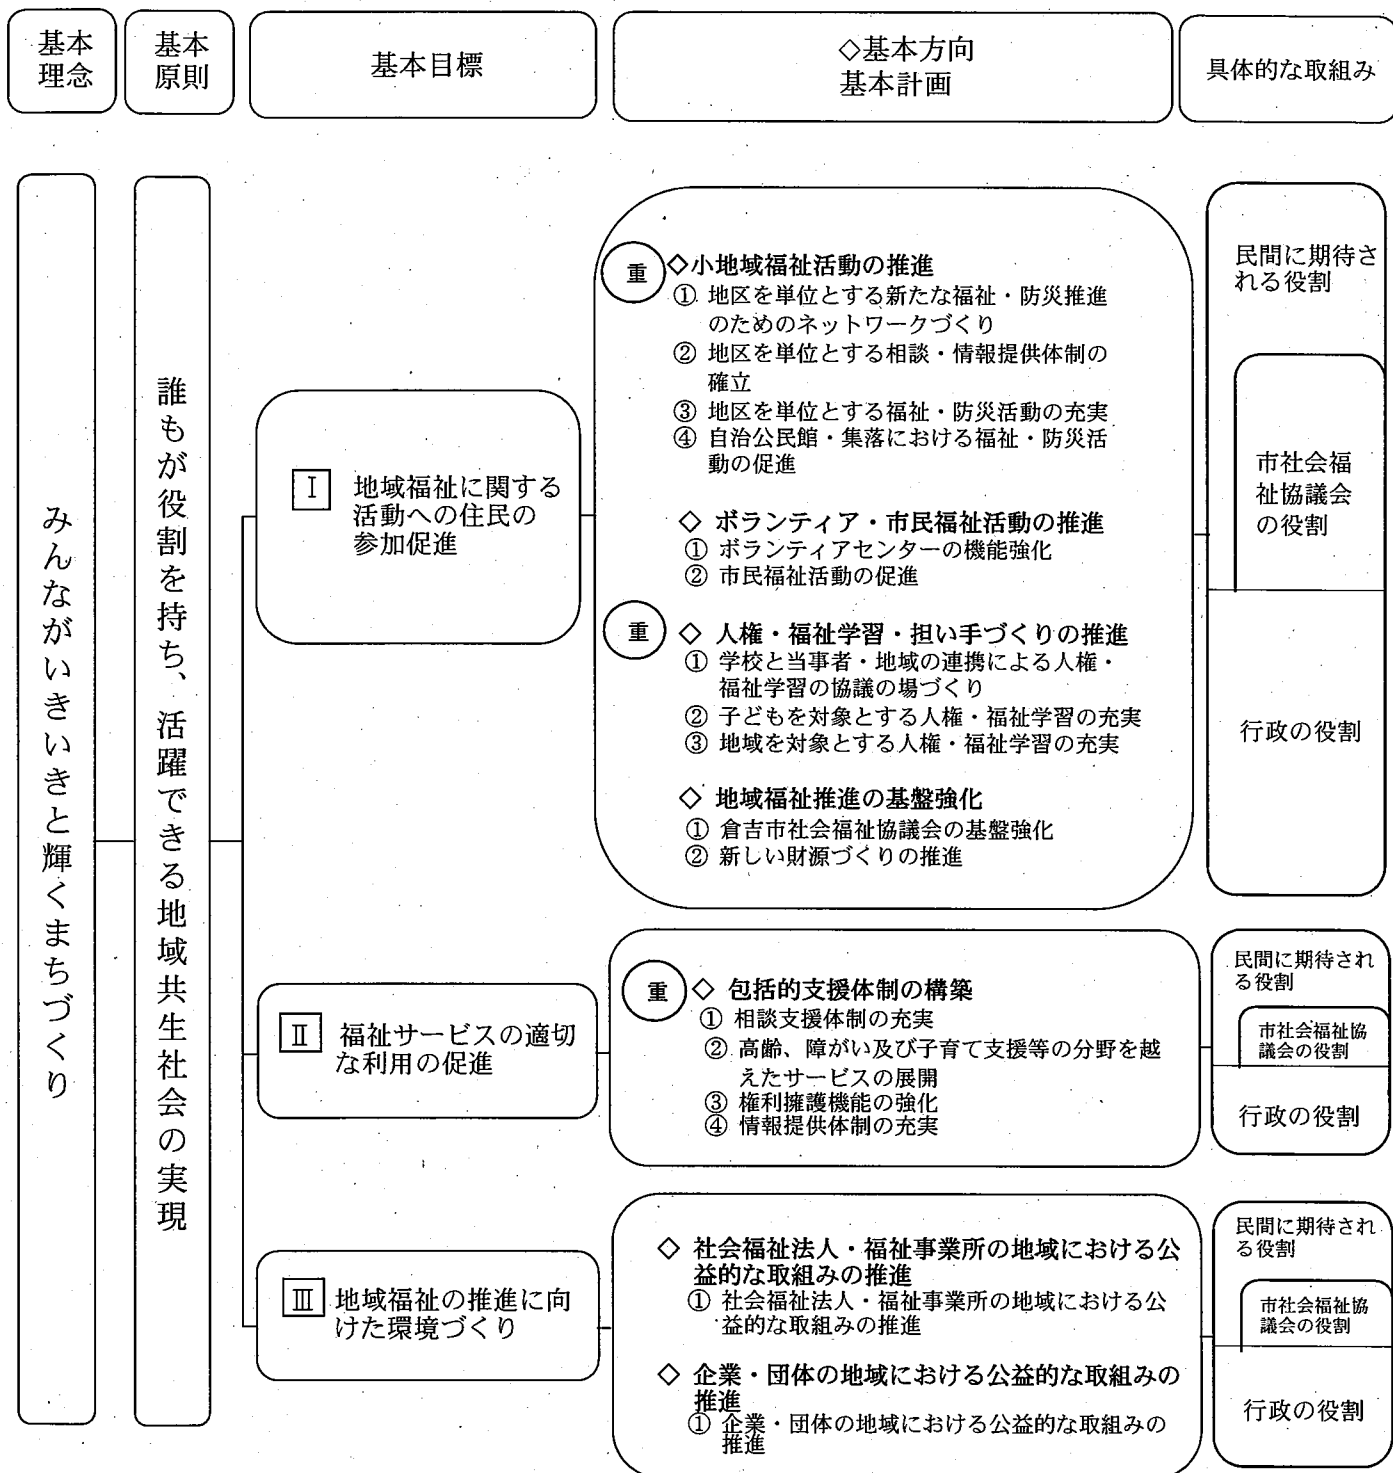 基本
理念
基本
原則
基本目標
◇基本方向
基本計画
具体的な取組み
みんながいきいきと輝くまちづくり
誰もが役割を持ち、活躍できる地域共生社会の実現
Ⅰ 地域福祉に関する
活動への住民の
参加促進
重 ◇小地域福祉活動の推進
① 地区を単位とする新たな福祉・防災推進
のためのネットワークづくり
② 地区を単位とする相談・情報提供体制の
確立
③ 地区を単位とする福祉・防災活動の充実
④ 自治公民館・集落における福祉・防災活
動の促進
◇ ボランティア・市民福祉活動の推進
① ボランティアセンターの機能強化
② 市民福祉活動の促進
重 ◇ 人権・福祉学習・担い手づくりの推進
① 学校と当事者・地域の連携による人権・
福祉学習の協議の場づくり
② 子どもを対象とする人権・福祉学習の充実
③ 地域を対象とする人権・福祉学習の充実
◇ 地域福祉推進の基盤強化
① 倉吉市社会福祉協議会の基盤強化
② 新しい財源づくりの推進
民間に期待さ
れる役割
市社会福
祉協議会
の役割
行政の役割
Ⅱ 福祉サービスの適切
な利用の促進
重 ◇ 包括的支援体制の構築
① 相談支援体制の充実
② 高齢、障がい及び子育て支援等の分野を越
えたサービスの展開
③ 権利擁護機能の強化
④ 情報提供体制の充実
民間に期待され
る役割
市社会福祉協
議会の役割
行政の役割
Ⅲ 地域福祉の推進に向
けた環境づくり
◇ 社会福祉法人・福祉事業所の地域における公
益的な取組みの推進
① 社会福祉法人・福祉事業所の地域における公
益的な取組みの推進
◇ 企業・団体の地域における公益的な取組みの
推進
① 企業・団体の地域における公益的な取組みの
推進
民間に期待され
る役割
市社会福祉協
議会の役割
行政の役割